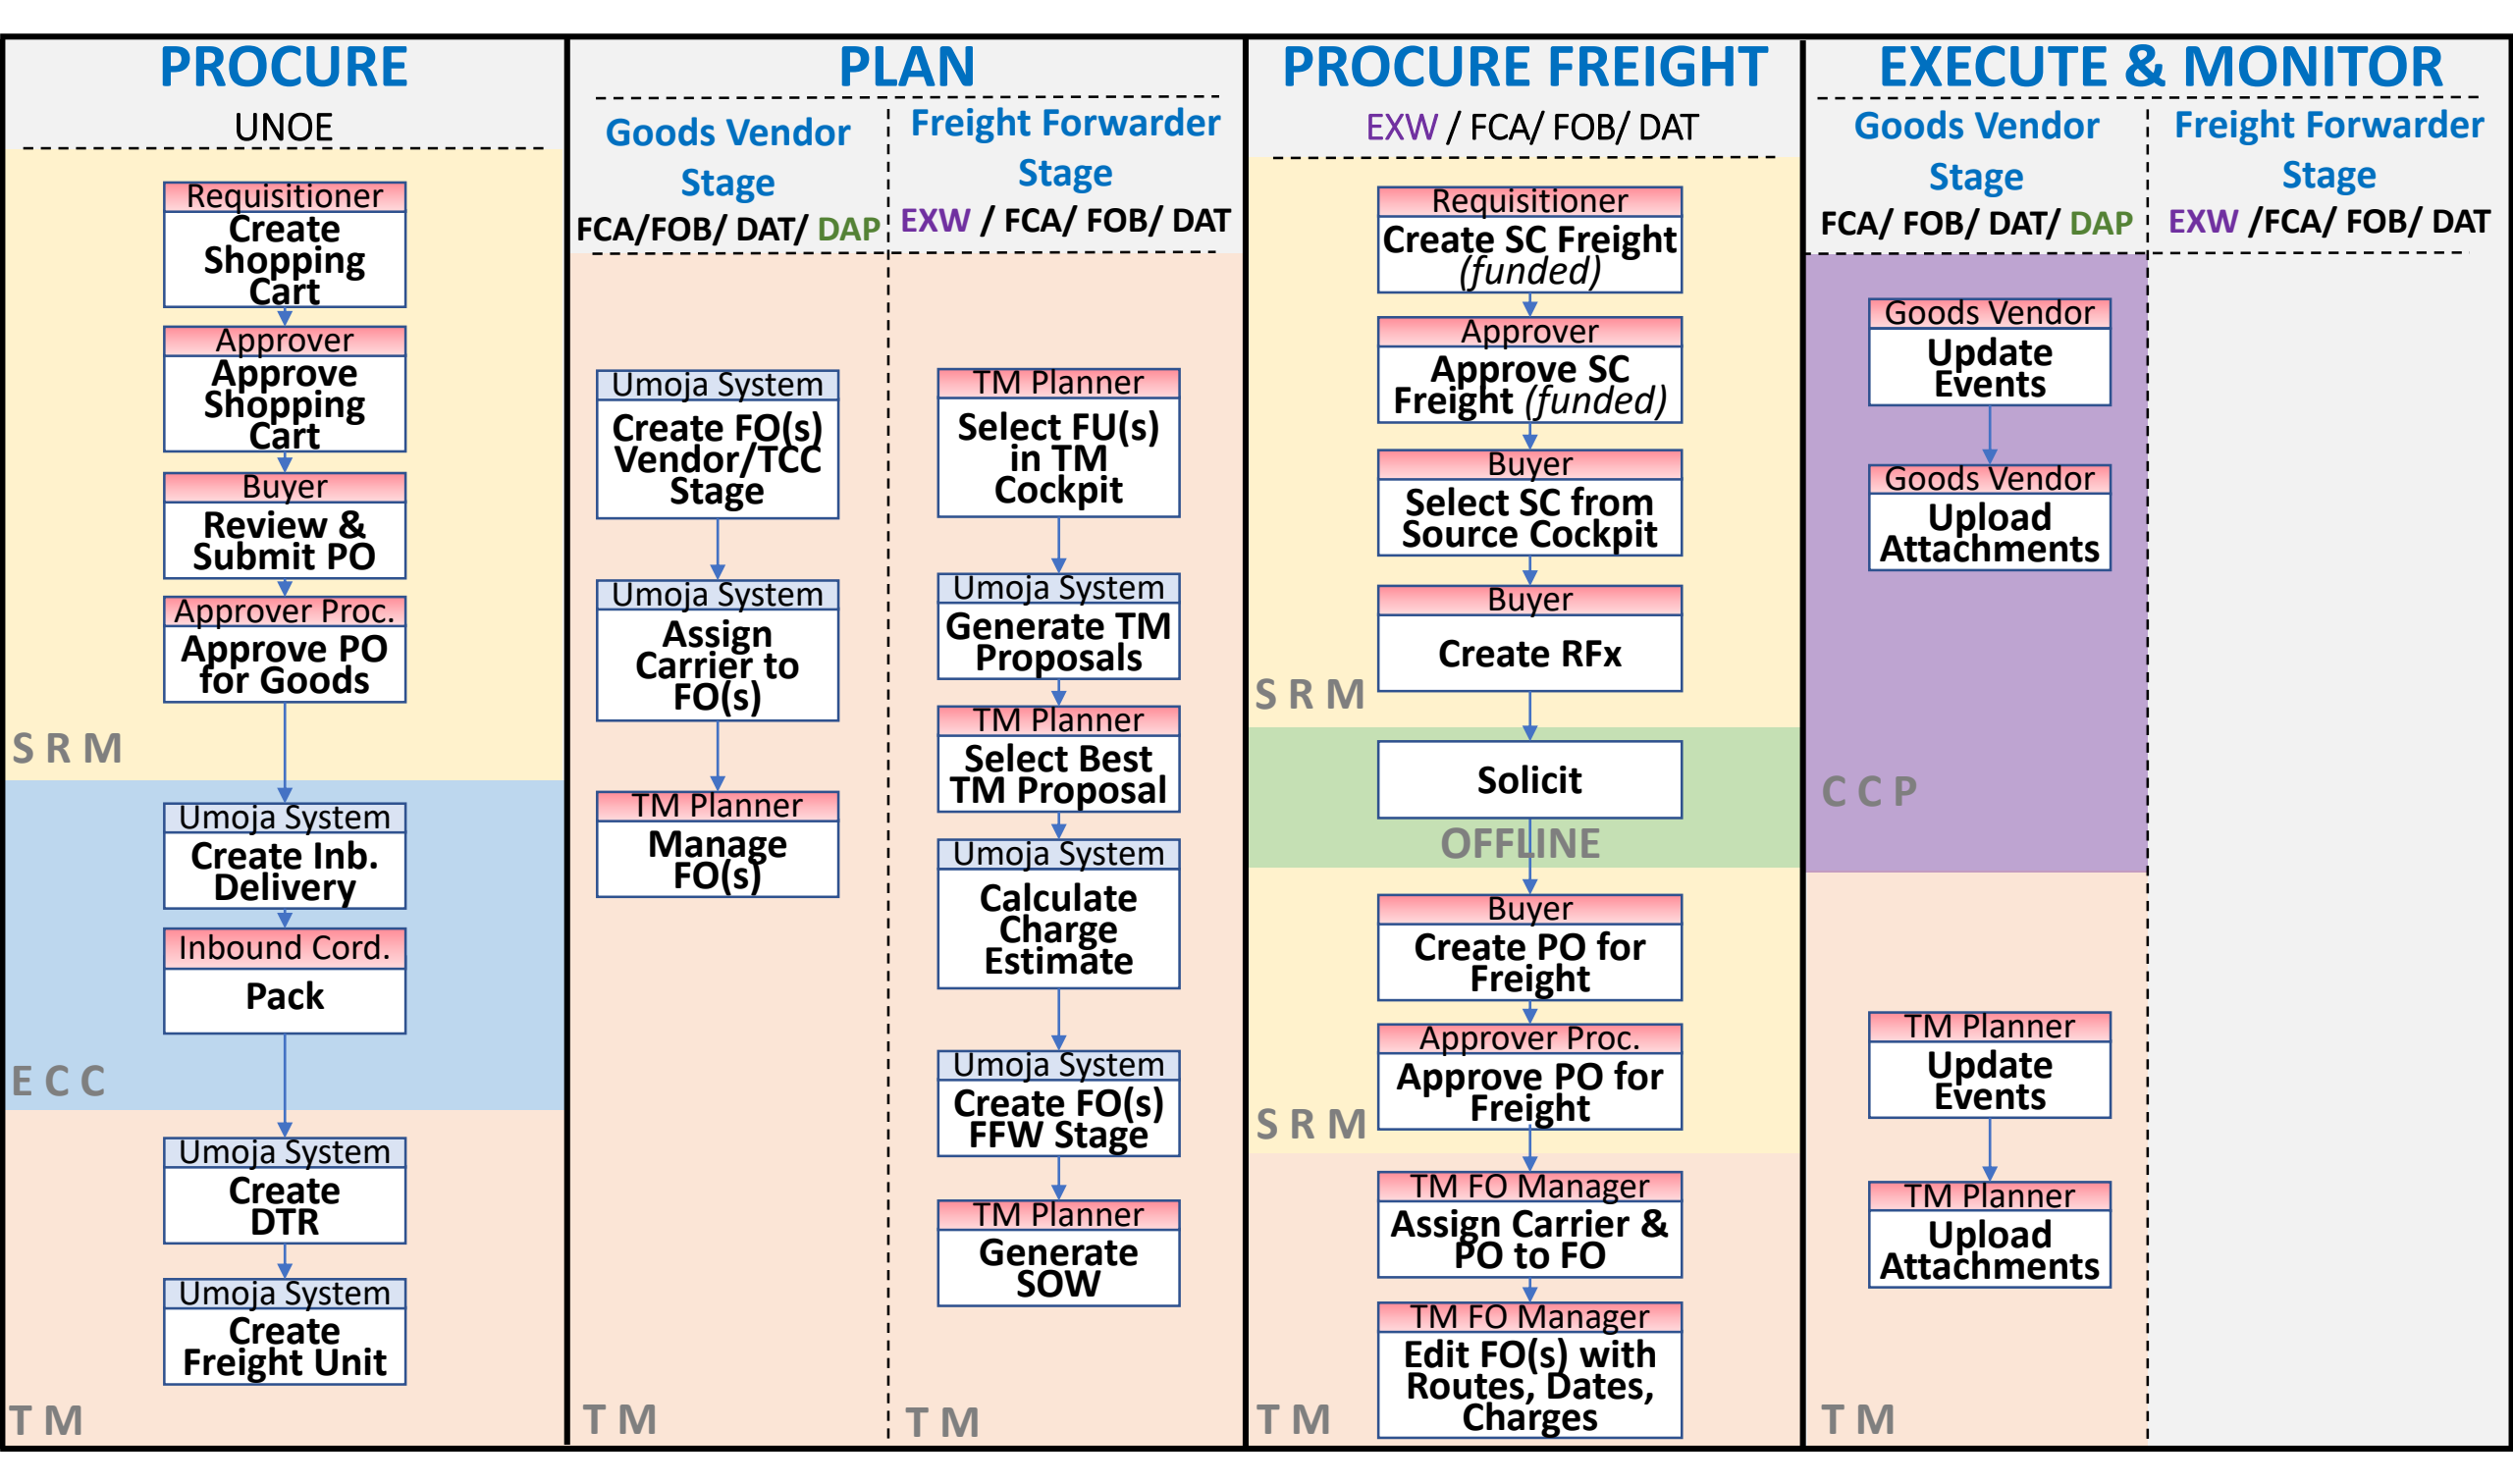 PROCURE
UNOE
Requisitioner
Create
Shopping
Cart
Approver
Approve
Shopping
Cart
Buyer
Review &
Submit PO
Approver Proc.
Approve PO
for Goods
S R M
Umoja System
Create Inb.
Delivery
Inbound Cord.
Pack
E C C
Umoja System
Create
DTR
Umoja System
Create
Freight Unit
T M
PLAN
Goods Vendor
Stage
FCA/FOB/ DAT/ DAP
Umoja System
Create FO(s)
Vendor/TCC
Stage
Umoja System
Assign
Carrier to
FO(s)
TM Planner
Manage
FO(s)
T M
Freight Forwarder
Stage
EXW / FCA/ FOB/ DAT
TM Planner
Select FU(s)
in TM
Cockpit
Umoja System
Generate TM
Proposals
TM Planner
Select Best
TM Proposal
Umoja System
Calculate
Charge
Estimate
Umoja System
Create FO(s)
FFW Stage
TM Planner
Generate
SOW
T M
PROCURE FREIGHT
EXW / FCA/ FOB/ DAT
Requisitioner
Create SC Freight
(funded)
Approver
Approve SC
Freight (funded)
Buyer
Select SC from
Source Cockpit
Buyer
Create RFx
S R M
Solicit
OFFLINE
Buyer
Create PO for
Freight
Approver Proc.
Approve PO for
Freight
S R M
TM FO Manager
Assign Carrier &
PO to FO
TM FO Manager
Edit FO(s) with
Routes, Dates,
Charges
T M
EXECUTE & MONITOR
Goods Vendor
Stage
FCA/ FOB/ DAT/ DAP
Goods Vendor
Update
Events
Goods Vendor
Upload
Attachments
C C P
TM Planner
Update
Events
TM Planner
Upload
Attachments
T M
Freight Forwarder
Stage
EXW /FCA/ FOB/ DAT